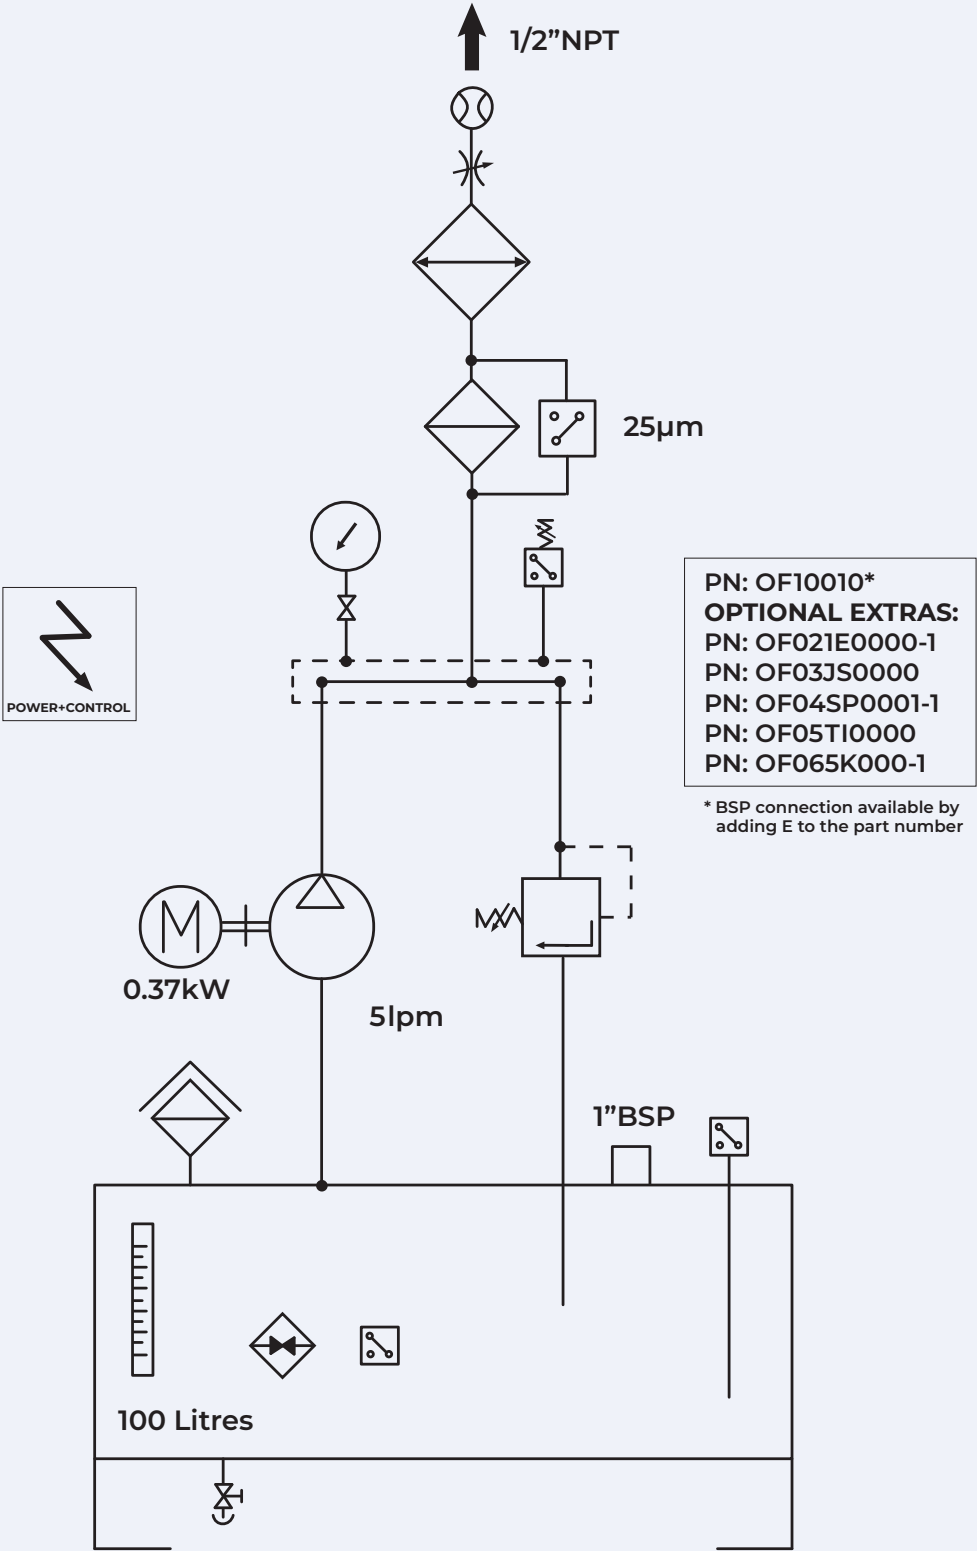 1/2”NPT
25µm
POWER+CONTROL
PN: OF10010*
OPTIONAL EXTRAS:
PN: OF021E0000-1
PN: OF03JS0000
PN: OF04SP0001-1
PN: OF05TI0000
PN: OF065K000-1
* BSP connection available by
adding E to the part number
M
0.37kW
5lpm
1”BSP
100 Litres